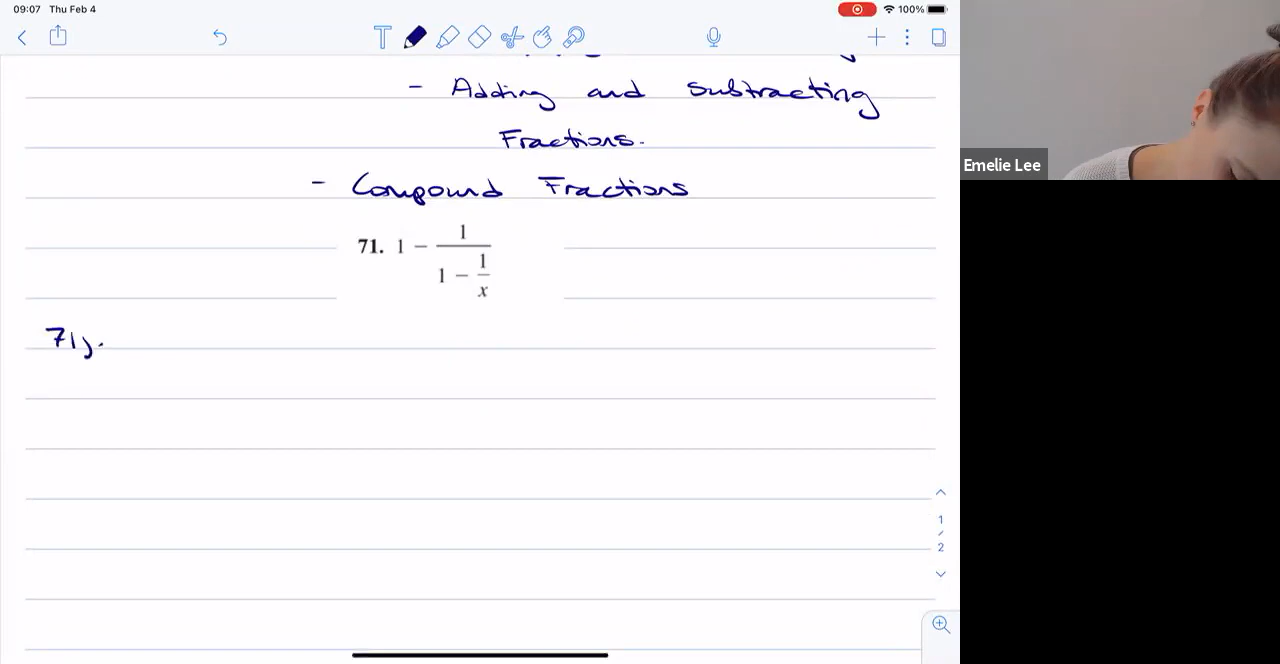 09:07 Thu Feb 4
100%
T
- Adding and Subtracting
Fractions.
Emelie Lee
- Compound Fractions
71. 1 - 1
1 - 1
x
71).
1
/
2